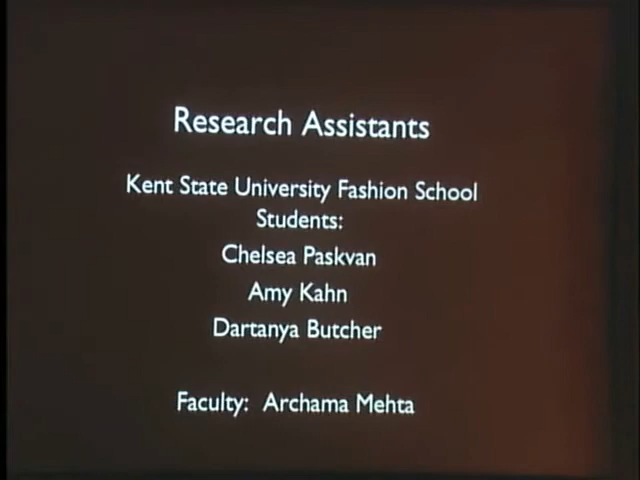 Research Assistants
Kent State University Fashion School
Students:
Chelsea Paskvan
Amy Kahn
Dartanya Butcher
Faculty: Archama Mehta